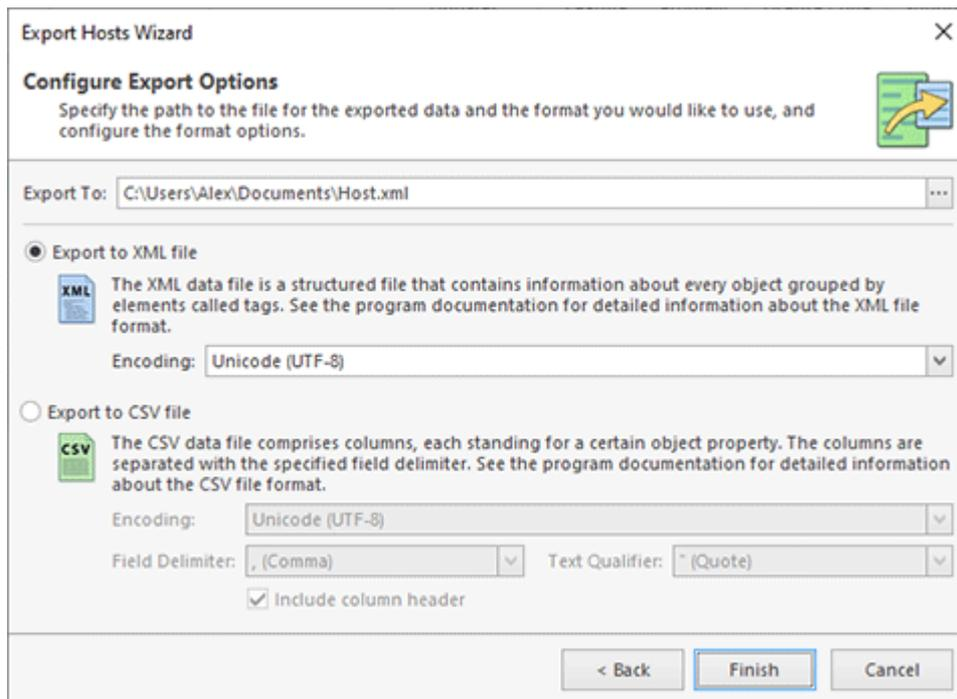 Export Hosts Wizard
Configure Export Options
Specify the path to the file for the exported data and the format you would like to use, and
configure the format options.
Export To: C:\Users\Alex\Documents\Host.xml ...
Export to XML file
XML
The XML data file is a structured file that contains information about every object grouped by
elements called tags. See the program documentation for detailed information about the XML file
format.
Encoding: Unicode (UTF-8)
Export to CSV file
CSV
The CSV data file comprises columns, each standing for a certain object property. The columns are
separated with the specified field delimiter. See the program documentation for detailed information
about the CSV file format.
Encoding: Unicode (UTF-8)
Field Delimiter: , (Comma) Text Qualifier: " (Quote)
Include column header
< Back Finish Cancel